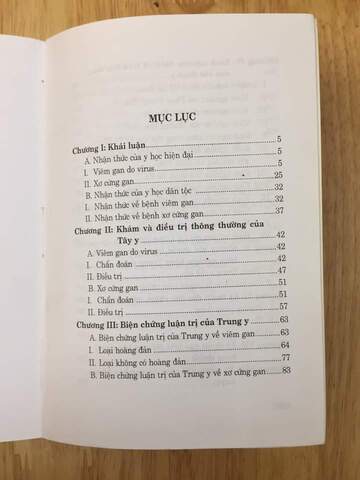 MỤC LỤC
Chương I: Khái luận 5
A. Nhận thức của y học hiện đại 5
I. Viêm gan do virus 5
II. Xơ cứng gan 25
B. Nhận thức của y học dân tộc 32
I. Nhận thức về bệnh viêm gan 32
II. Nhận thức về bệnh xơ cứng gan 37
Chương II: Khám và điều trị thông thường của
Tây y 42
A. Viêm gan do virus 42
I. Chẩn đoán 42
II. Điều trị 47
B. Xơ cứng gan 51
I. Chẩn đoán 51
II. Điều trị 57
Chương III: Biện chứng luận trị của Trung y 63
A. Biện chứng luận trị của Trung y về viêm gan 63
I. Loại hoàng đản 64
II. Loại không có hoàng đản 77
B. Biện chứng luận trị của Trung y về xơ cứng gan 83